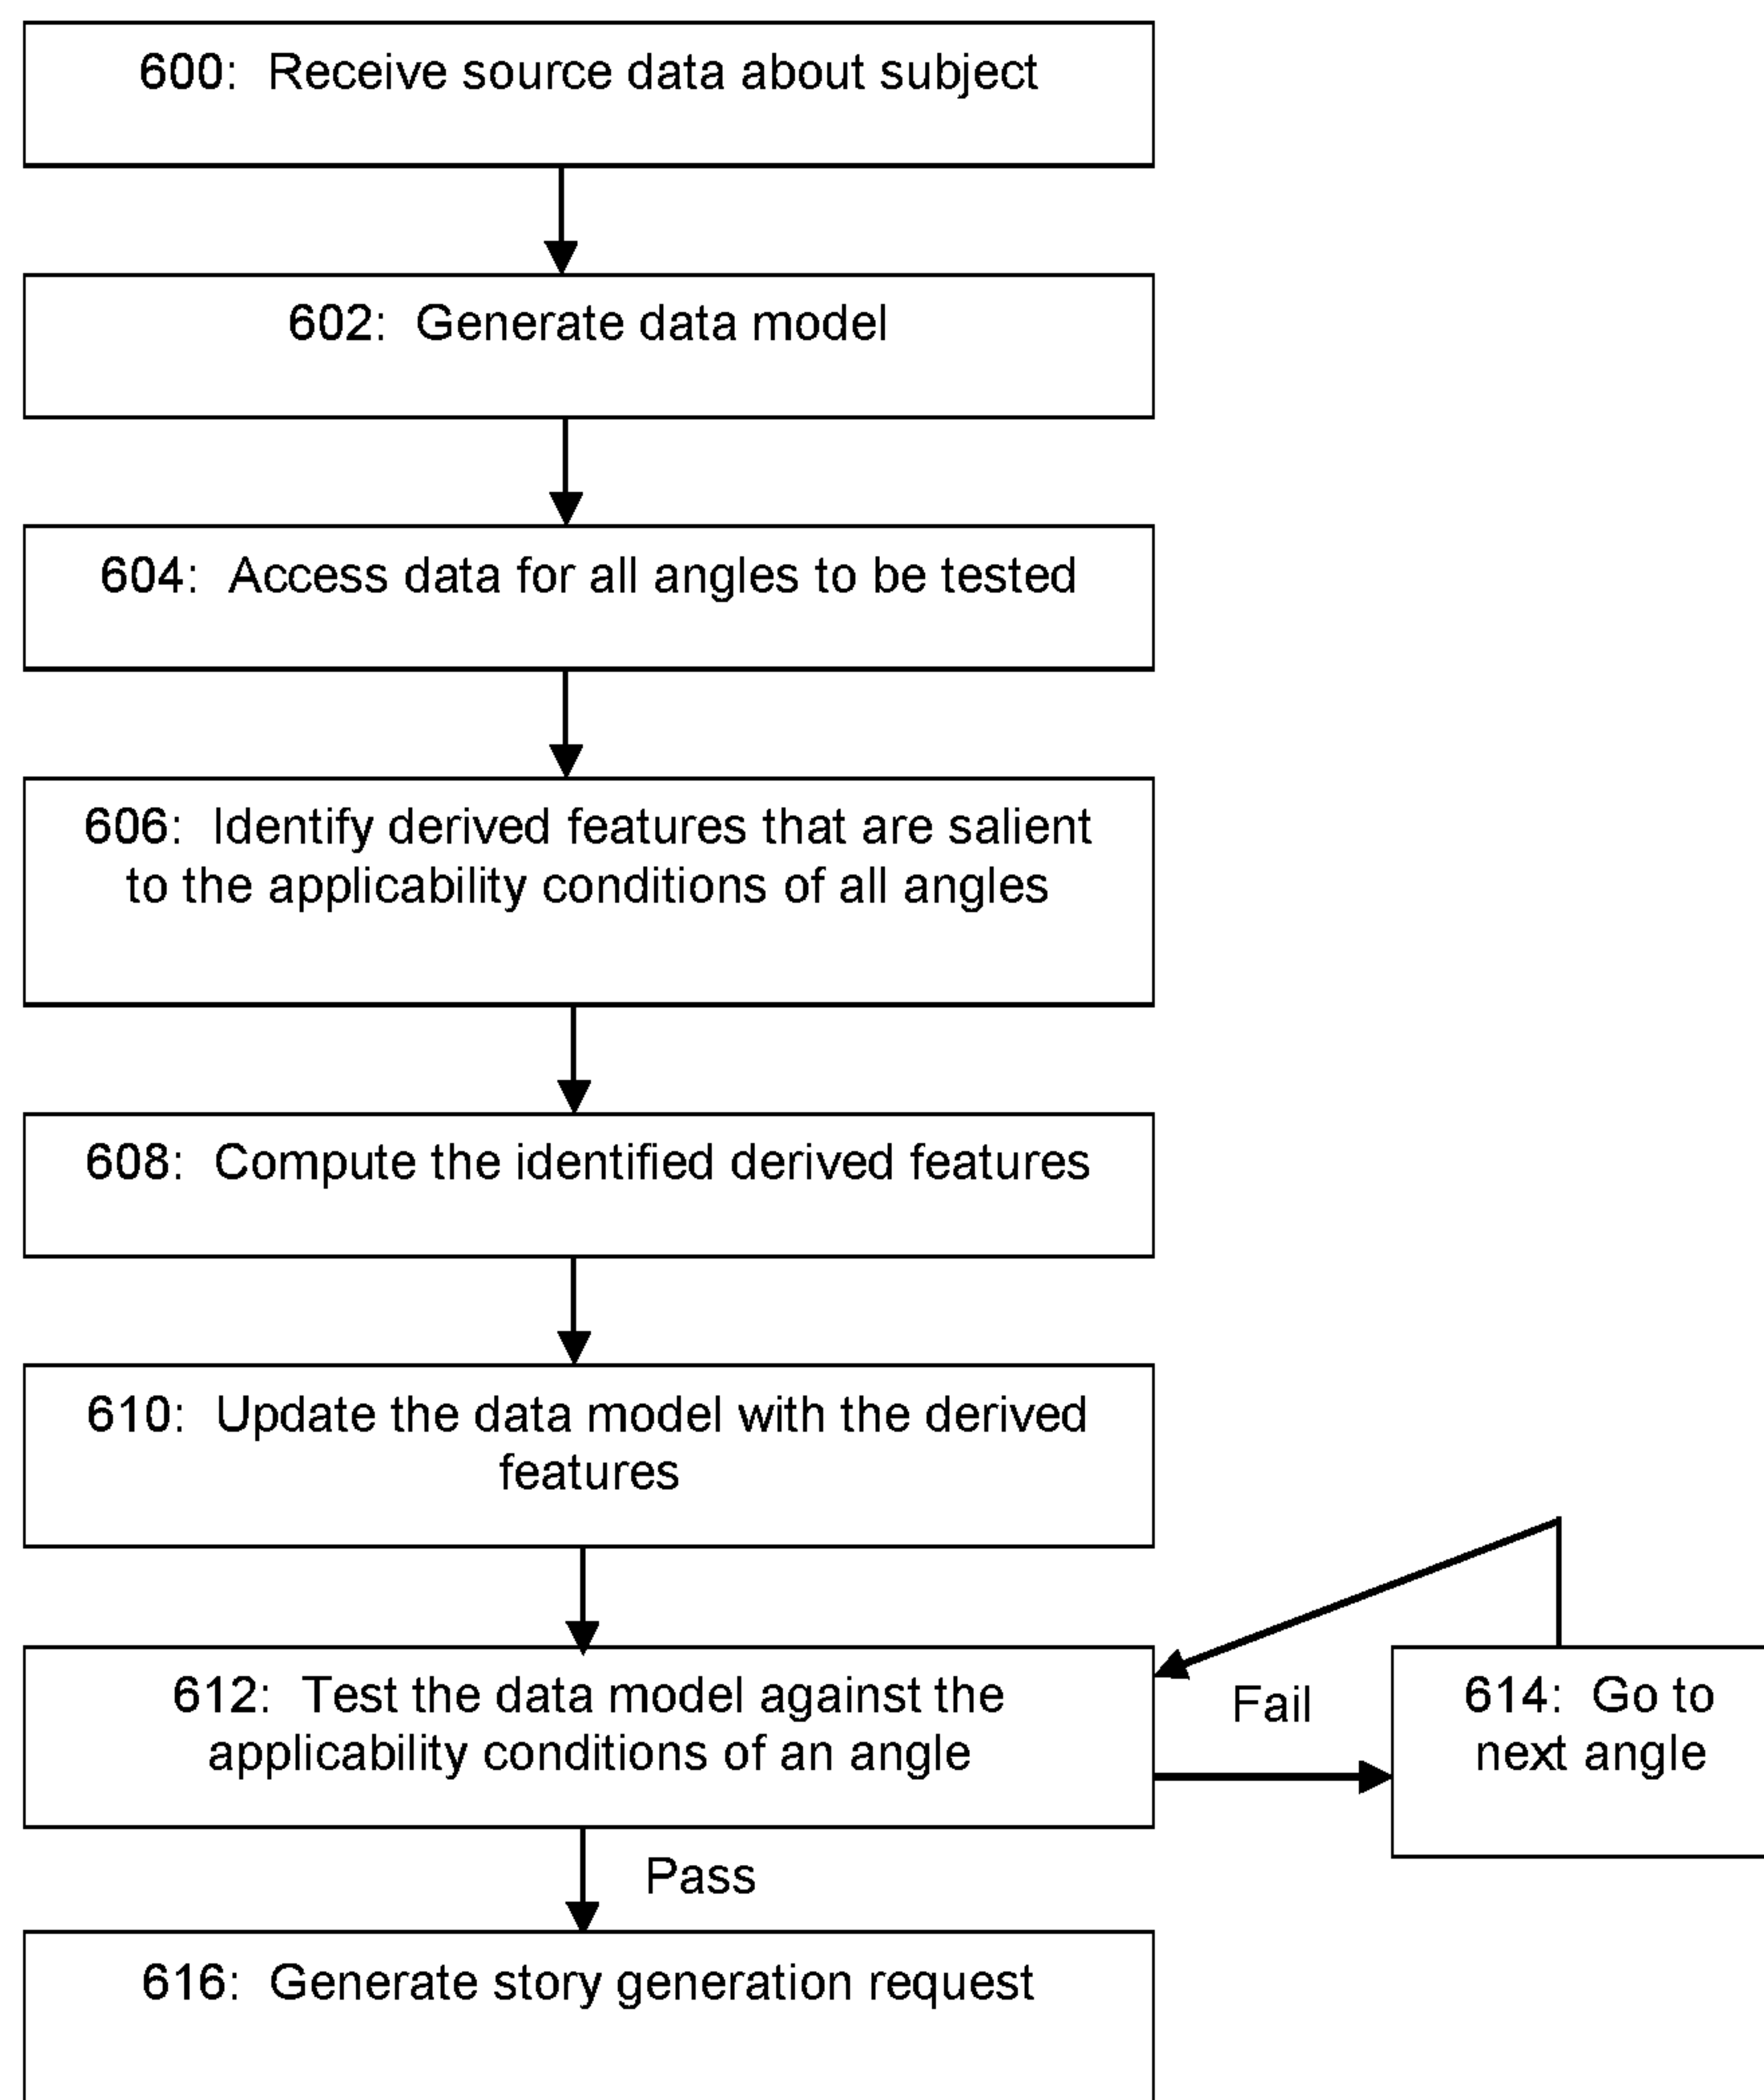 600:  Receive source data about subject
602:  Generate data model
604:  Access data for all angles to be tested
606:  Identify derived features that are salient
to the applicability conditions of all angles
608:  Compute the identified derived features
610:  Update the data model with the derived
features
612:  Test the data model against the
applicability conditions of an angle
Fail
614:  Go to
next angle
Pass
616:  Generate story generation request